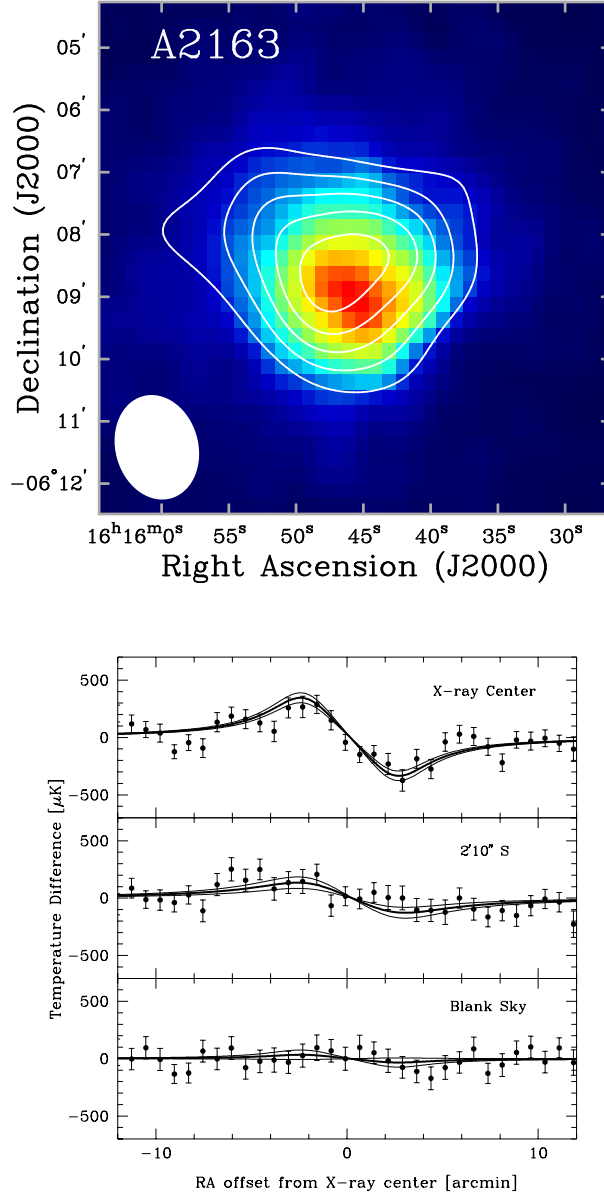 A2163
05′
06′
07′
08′
09′
10′
11′
−06°12′
Declination (J2000)
16ʰ16ᵐ0ˢ 55ˢ 50ˢ 45ˢ 40ˢ 35ˢ 30ˢ
Right Ascension (J2000)
500
0
−500
X-ray Center
500
0
−500
2′10″ S
500
0
−500
Blank Sky
Temperature Difference [μK]
−10 0 10
RA offset from X-ray center [arcmin]